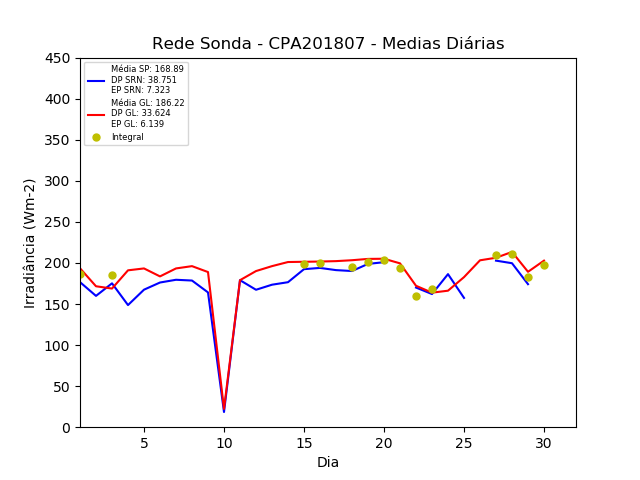 Rede Sonda - CPA201807 - Medias Diárias
Média SP: 168.89
DP SRN: 38.751
EP SRN: 7.323
Média GL: 186.22
DP GL: 33.624
EP GL: 6.139
Integral
Irradiância (Wm-2)
450
400
350
300
250
200
150
100
50
0
5
10
15
20
25
30
Dia